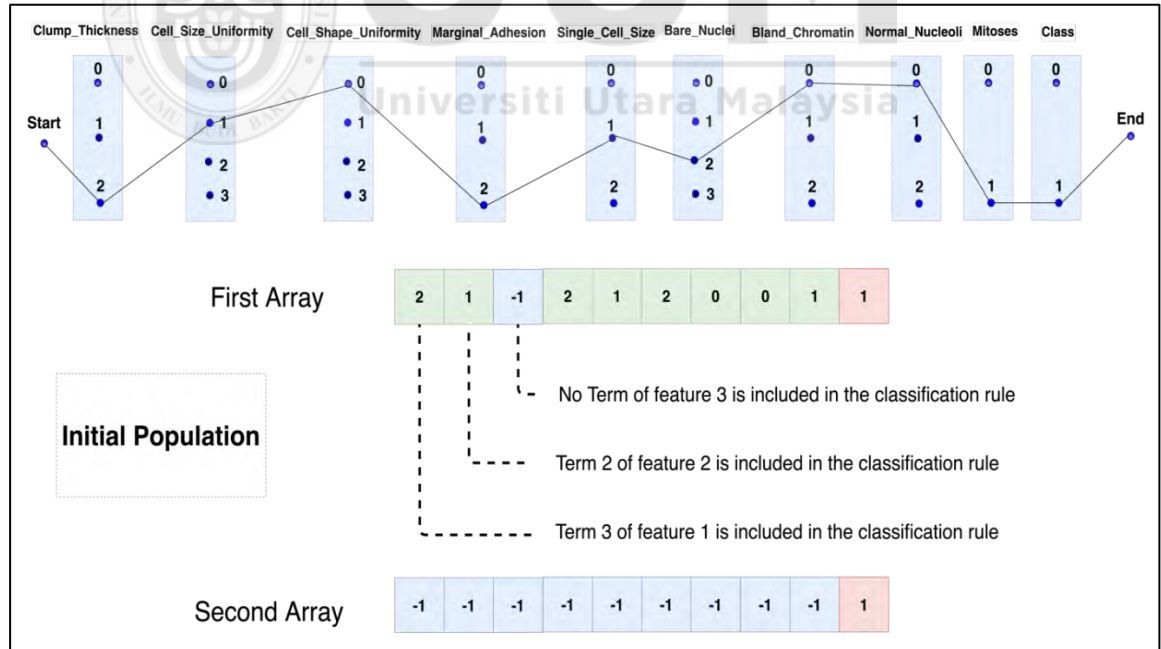 Clump_Thickness Cell_Size_Uniformity Cell_Shape_Uniformity Marginal_Adhesion Single_Cell_Size Bare_Nuclei Bland_Chromatin Normal_Nucleoli Mitoses Class
0 0 0 0 0 0 0 0 0 0
Start 1 1 1 1 1 1 1 1 End
2 2 2 2 2 2 2 2 1 1
3 3 3
Universiti Utara Malaysia
ILMU BUDI BAKTI
First Array 2 1 -1 2 1 2 0 0 1 1
No Term of feature 3 is included in the classification rule
Initial Population
Term 2 of feature 2 is included in the classification rule
Term 3 of feature 1 is included in the classification rule
Second Array -1 -1 -1 -1 -1 -1 -1 -1 -1 1